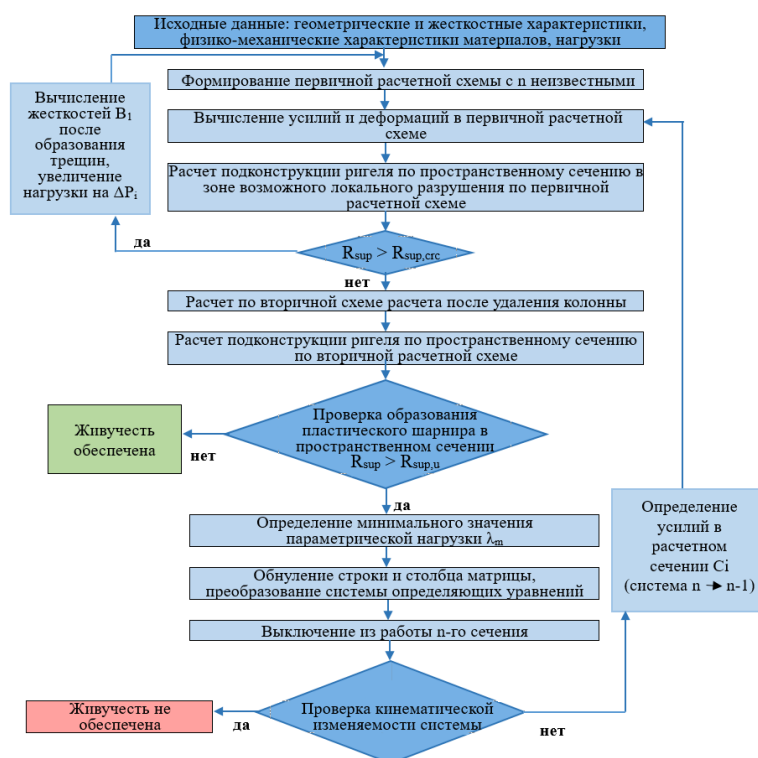 Исходные данные: геометрические и жесткостные характеристики,
физико-механические характеристики материалов, нагрузки
Формирование первичной расчетной схемы с n неизвестными
Вычисление
жесткостей B₁
после
образования
трещин,
увеличение
нагрузки на ΔPᵢ
Вычисление усилий и деформаций в первичной расчетной
схеме
Расчет подконструкции ригеля по пространственному сечению в
зоне возможного локального разрушения по первичной
расчетной схеме
да
Rsup > Rsup,crc
нет
Расчет по вторичной схеме расчета после удаления колонны
Расчет подконструкции ригеля по пространственному сечению
по вторичной расчетной схеме
Проверка образования
пластического шарнира в
пространственном сечении
Rsup > Rsup,u
Живучесть
обеспечена
нет
да
Определение минимального значения
параметрической нагрузки λm
Обнуление строки и столбца матрицы,
преобразование системы определяющих уравнений
Выключение из работы n-го сечения
Определение
усилий в
расчетном
сечении Ci
(система n → n-1)
Проверка кинематической
изменяемости системы
Живучесть не
обеспечена
да
нет